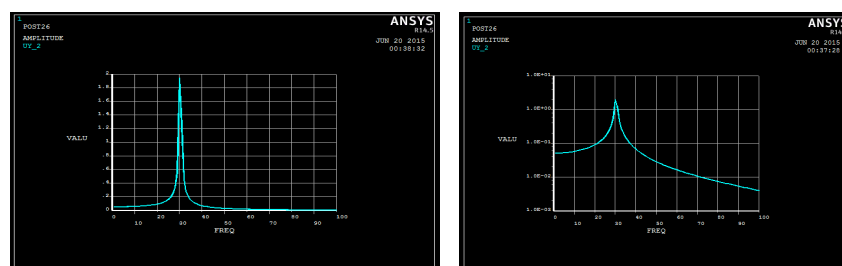 1
ANSYS
R14.5
POST26
AMPLITUDE
UY_2
JUN 20 2015
00:38:32
2
1.8
1.6
1.4
1.2
VALU
1
.8
.6
.4
.2
0
0
20
40
60
80
100
10
30
50
70
90
FREQ
1
ANSYS
R14.
POST26
AMPLITUDE
UY_2
JUN 20 2015
00:37:28
1.0E+01
1.0E+00
VALU
1.0E-01
1.0E-02
1.0E-03
0
20
40
60
80
100
10
30
50
70
90
FREQ